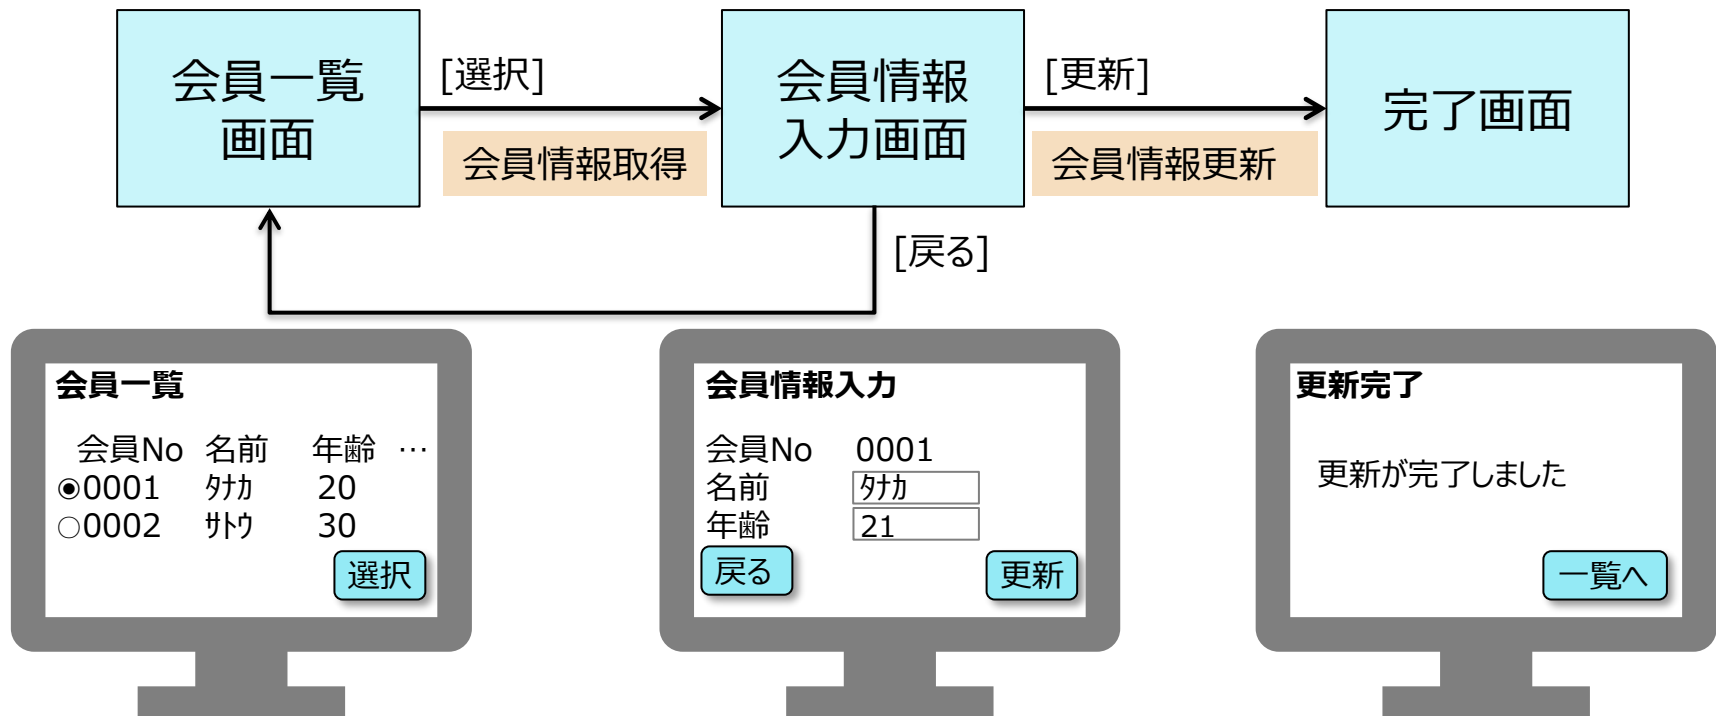 会員一覧
画面
[選択]
会員情報取得
会員情報
入力画面
[更新]
会員情報更新
完了画面
[戻る]
会員一覧
会員No 名前 年齢 …
◉0001 ﾀﾅｶ 20
○0002 ｻﾄｳ 30
選択
会員情報入力
会員No 0001
名前 ﾀﾅｶ
年齢 21
戻る 更新
更新完了
更新が完了しました
一覧へ